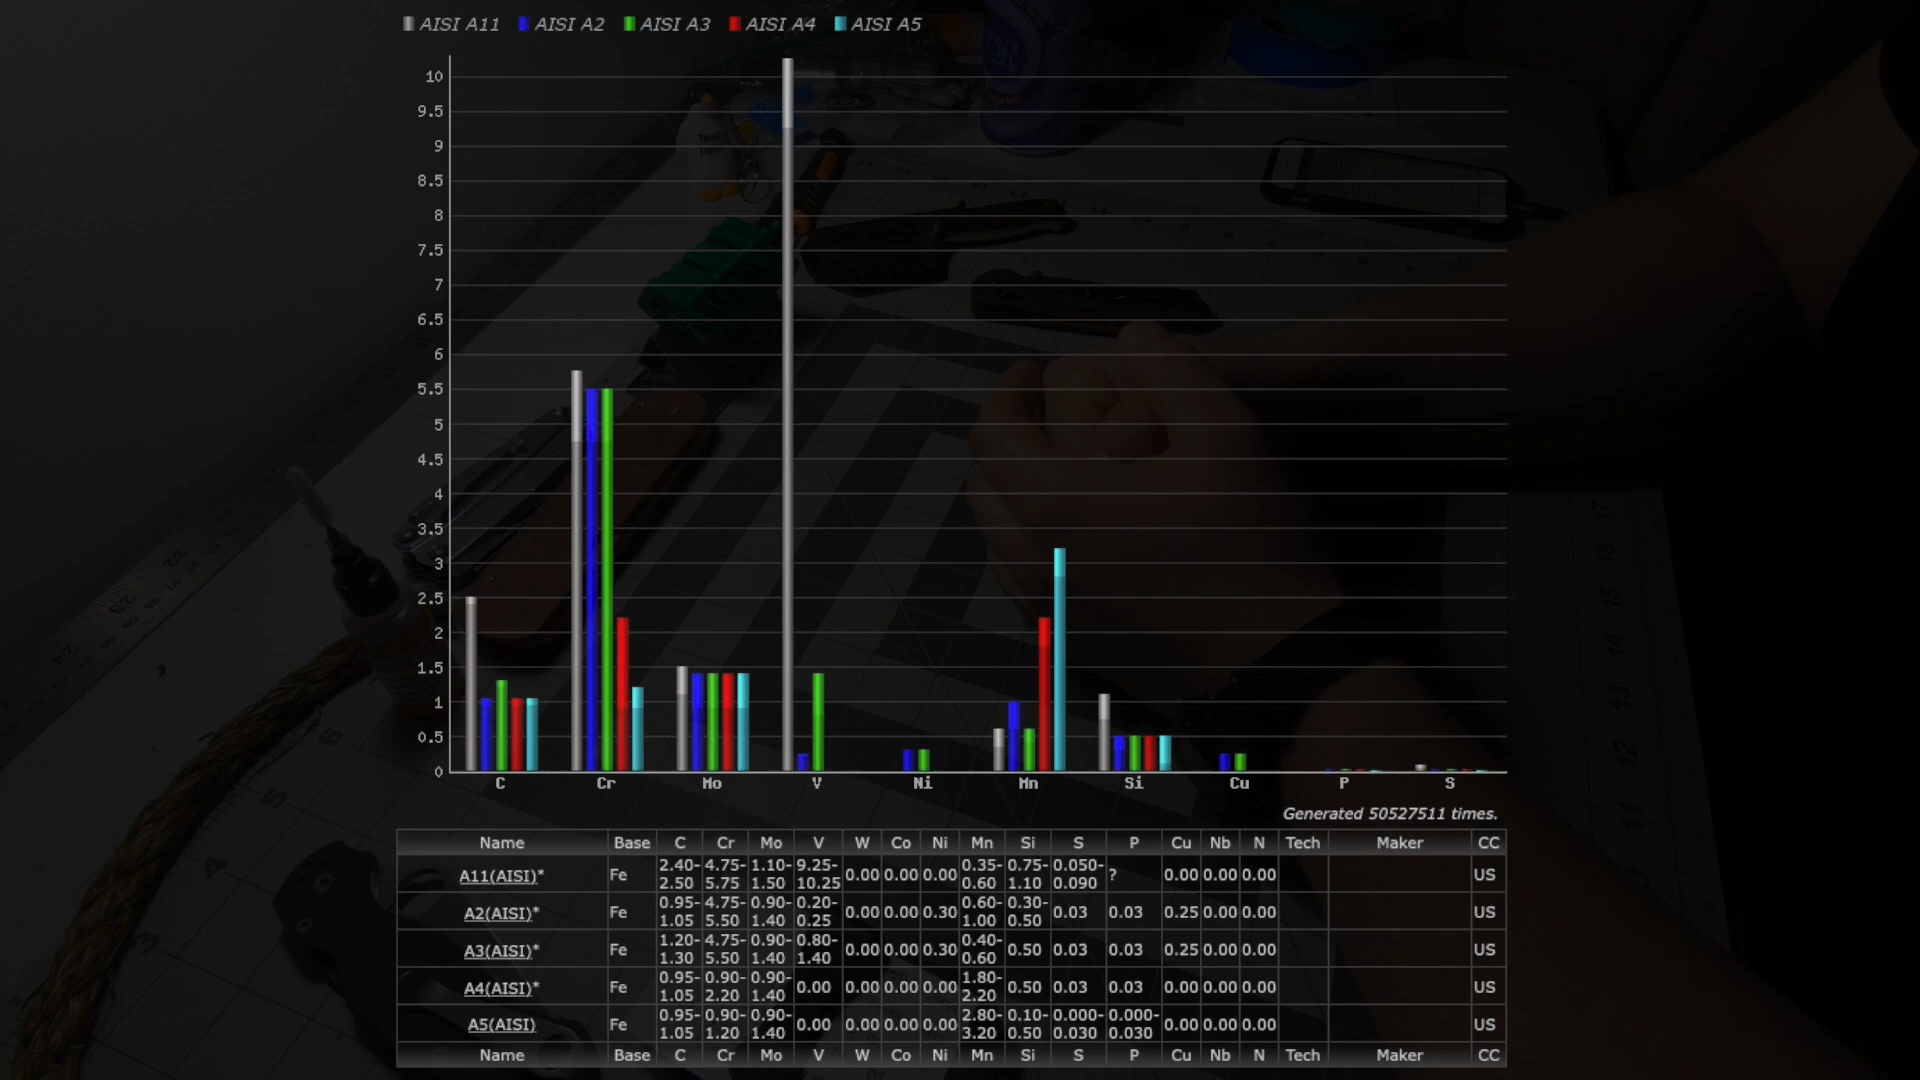 AISI A11 AISI A2 AISI A3 AISI A4 AISI A5
10
9.5
9
8.5
8
7.5
7
6.5
6
5.5
5
4.5
4
3.5
3
2.5
2
1.5
1
0.5
0
C Cr Mo V Ni Mn Si Cu P S
Generated 50527511 times.
Name Base C Cr Mo V W Co Ni Mn Si S P Cu Nb N Tech Maker CC
A11(AISI)* Fe 2.40-2.50 4.75-5.75 1.10-1.50 9.25-10.25 0.00 0.00 0.00 0.35-0.60 0.75-1.10 0.050-0.090 ? 0.00 0.00 0.00 US
A2(AISI)* Fe 0.95-1.05 4.75-5.50 0.90-1.40 0.20-0.25 0.00 0.00 0.30 0.60-1.00 0.30-0.50 0.03 0.03 0.25 0.00 0.00 US
A3(AISI)* Fe 1.20-1.30 4.75-5.50 0.90-1.40 0.80-1.40 0.00 0.00 0.30 0.40-0.60 0.50 0.03 0.03 0.25 0.00 0.00 US
A4(AISI)* Fe 0.95-1.05 0.90-2.20 0.90-1.40 0.00 0.00 0.00 0.00 1.80-2.20 0.50 0.03 0.03 0.00 0.00 0.00 US
A5(AISI) Fe 0.95-1.05 0.90-1.20 0.90-1.40 0.00 0.00 0.00 0.00 2.80-3.20 0.10-0.50 0.000-0.030 0.000-0.030 0.00 0.00 0.00 US
Name Base C Cr Mo V W Co Ni Mn Si S P Cu Nb N Tech Maker CC